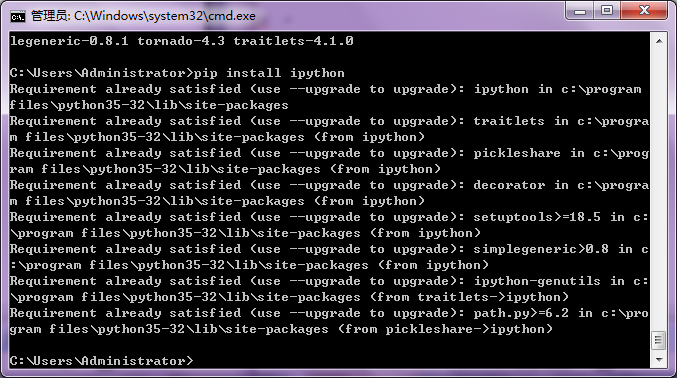 管理员: C:\Windows\system32\cmd.exe
legeneric-0.8.1 tornado-4.3 traitlets-4.1.0
C:\Users\Administrator>pip install ipython
Requirement already satisfied (use --upgrade to upgrade): ipython in c:\program
files\python35-32\lib\site-packages
Requirement already satisfied (use --upgrade to upgrade): traitlets in c:\progra
m files\python35-32\lib\site-packages (from ipython)
Requirement already satisfied (use --upgrade to upgrade): pickleshare in c:\prog
ram files\python35-32\lib\site-packages (from ipython)
Requirement already satisfied (use --upgrade to upgrade): decorator in c:\progra
m files\python35-32\lib\site-packages (from ipython)
Requirement already satisfied (use --upgrade to upgrade): setuptools>=18.5 in c:
\program files\python35-32\lib\site-packages (from ipython)
Requirement already satisfied (use --upgrade to upgrade): simplegeneric>0.8 in c
:\program files\python35-32\lib\site-packages (from ipython)
Requirement already satisfied (use --upgrade to upgrade): ipython-genutils in c:
\program files\python35-32\lib\site-packages (from traitlets->ipython)
Requirement already satisfied (use --upgrade to upgrade): path.py>=6.2 in c:\pro
gram files\python35-32\lib\site-packages (from pickleshare->ipython)
C:\Users\Administrator>